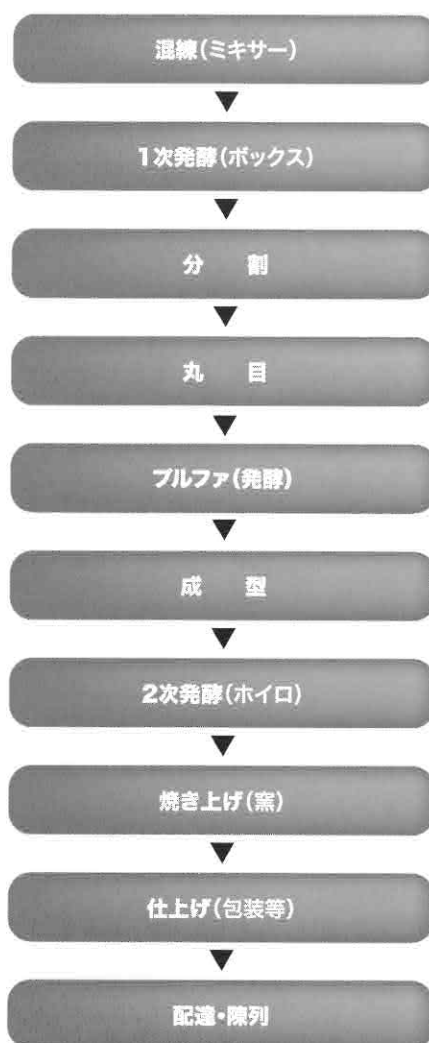 混練(ミキサー)
1次発酵(ボックス)
分　割
丸　目
プルファ(発酵)
成　型
2次発酵(ホイロ)
焼き上げ(窯)
仕上げ(包装等)
配達・陳列